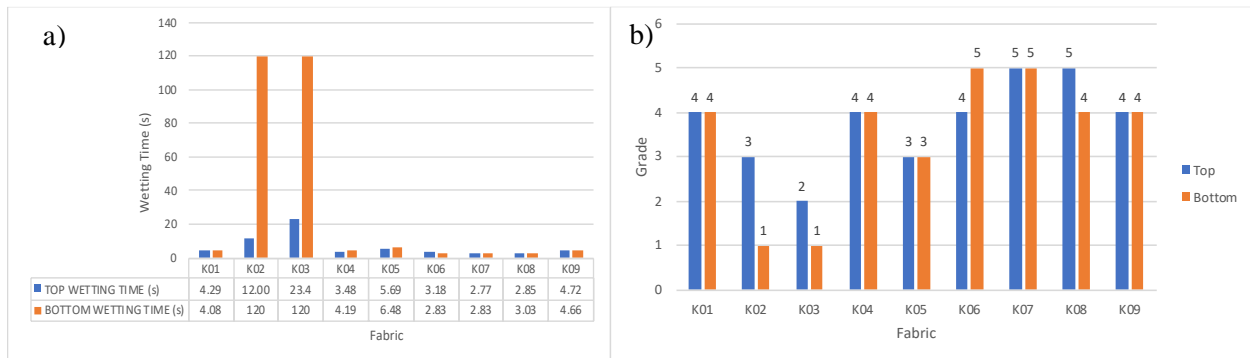 a)
140
120
100
80
60
40
20
0
Wetting Time (s)
K01 K02 K03 K04 K05 K06 K07 K08 K09
TOP WETTING TIME (s) 4.29 12.00 23.4 3.48 5.69 3.18 2.77 2.85 4.72
BOTTOM WETTING TIME (s) 4.08 120 120 4.19 6.48 2.83 2.83 3.03 4.66
Fabric
b)
6
5
4
3
2
1
0
Grade
4 4 3 1 2 1 4 4 3 3 4 5 5 5 5 4 4 4
K01 K02 K03 K04 K05 K06 K07 K08 K09
Fabric
Top
Bottom